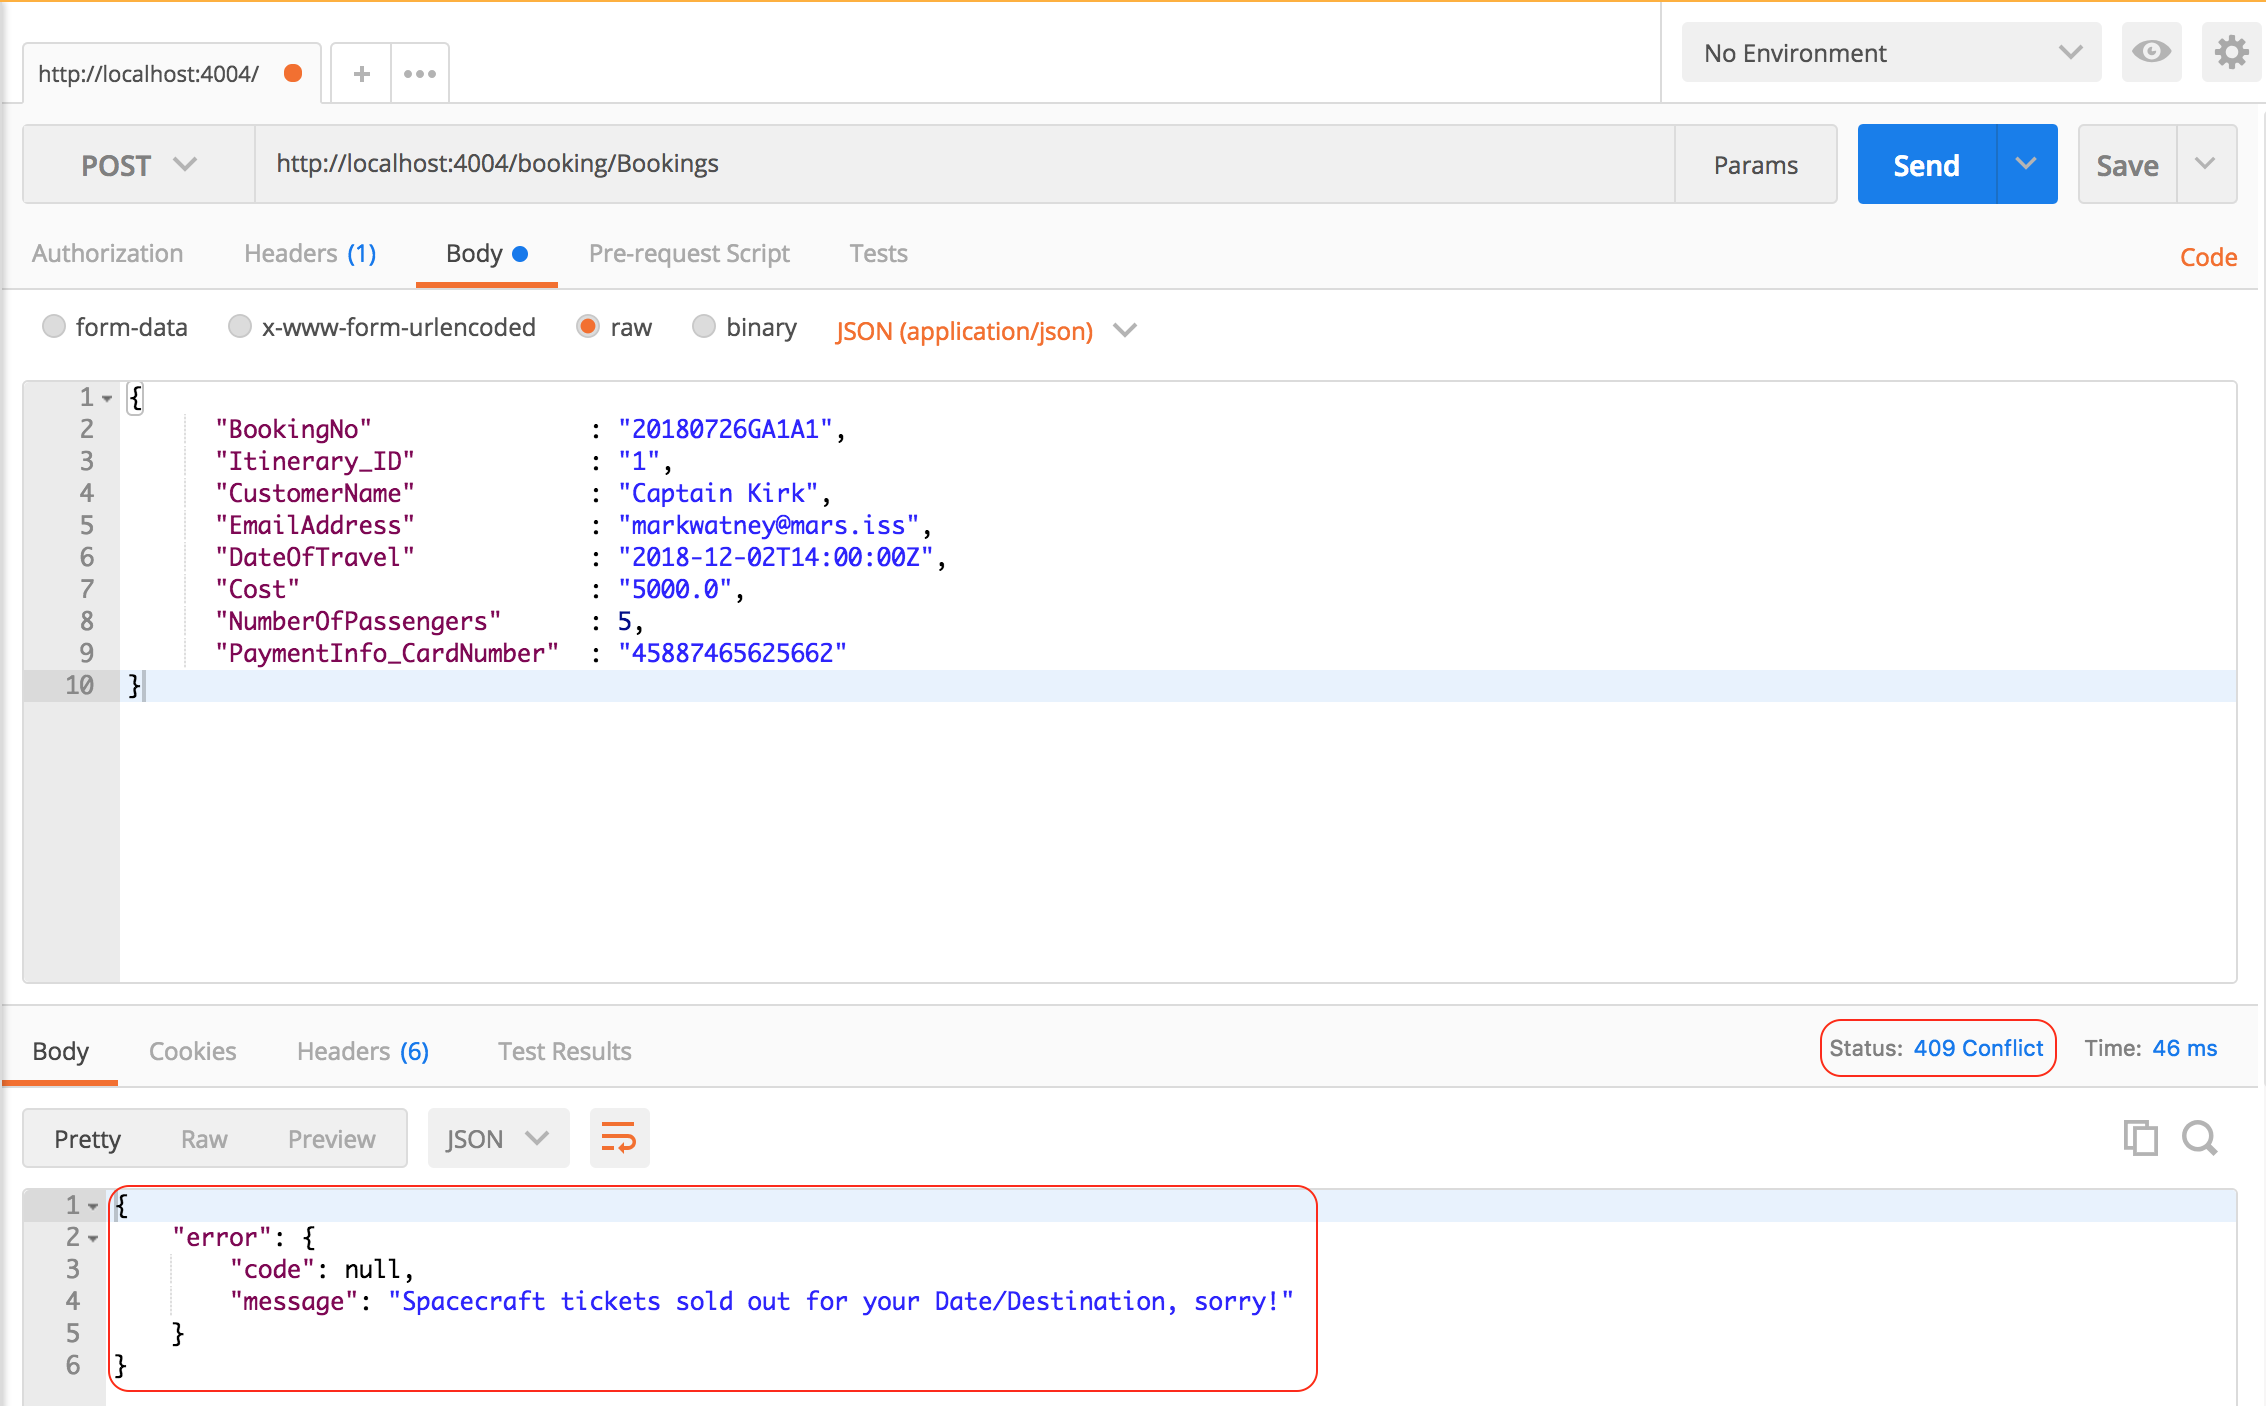 http://localhost:4004/
No Environment
POST http://localhost:4004/booking/Bookings Params Send Save
Authorization Headers (1) Body Pre-request Script Tests Code
form-data x-www-form-urlencoded raw binary JSON (application/json)
1 {
2 "BookingNo" : "20180726GA1A1",
3 "Itinerary_ID" : "1",
4 "CustomerName" : "Captain Kirk",
5 "EmailAddress" : "markwatney@mars.iss",
6 "DateOfTravel" : "2018-12-02T14:00:00Z",
7 "Cost" : "5000.0",
8 "NumberOfPassengers" : 5,
9 "PaymentInfo_CardNumber" : "45887465625662"
10 }
Body Cookies Headers (6) Test Results Status: 409 Conflict Time: 46 ms
Pretty Raw Preview JSON
1 {
2 "error": {
3 "code": null,
4 "message": "Spacecraft tickets sold out for your Date/Destination, sorry!"
5 }
6 }